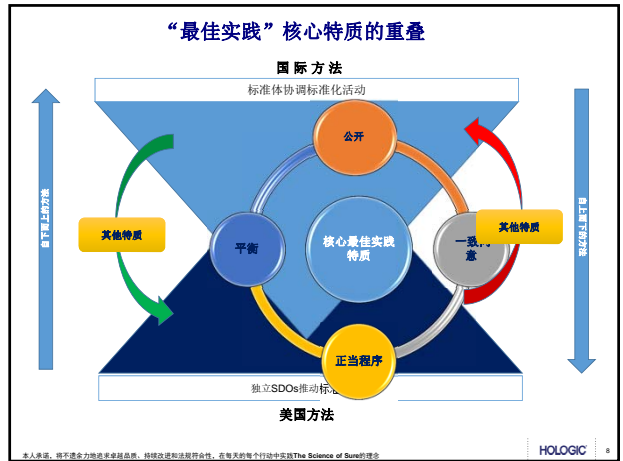 “最佳实践”核心特质的重叠
国 际 方 法
标准体协调标准化活动
公开
自下而上的方法
自上而下的方法
其他特质
平衡
核心最佳实践
特质
一致同
意
其他特质
正当程序
独立SDOs推动标
美国方法
本人承诺，将不遗余力地追求卓越品质、持续改进和法规符合性，在每天的每个行动中实践The Science of Sure的理念
HOLOGIC®
8